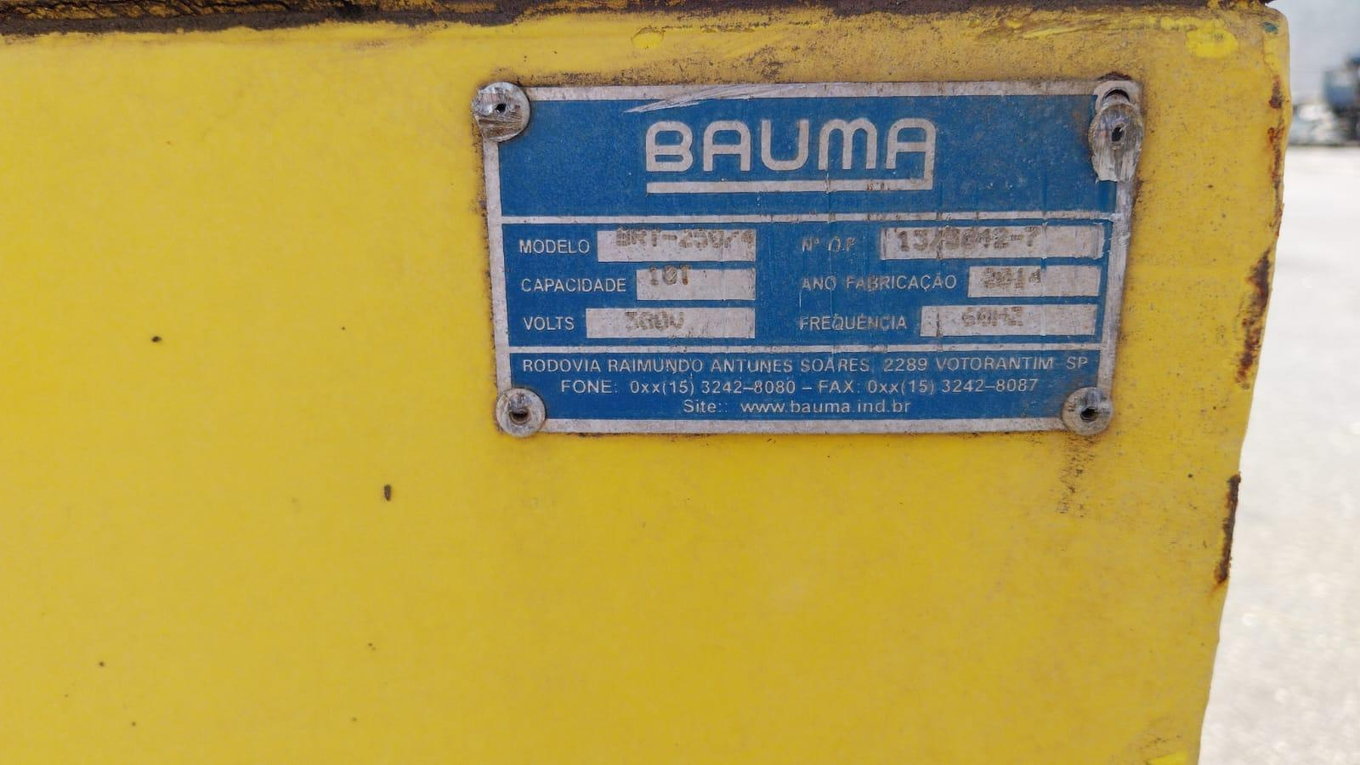 BAUMA
MODELO
Nº O.F.
CAPACIDADE 10T
ANO FABRICAÇÃO 2014
VOLTS 380V
FREQUÊNCIA 60HZ
RODOVIA RAIMUNDO ANTUNES SOARES, 2289 VOTORANTIM-SP
FONE: 0xx(15) 3242-8080 – FAX: 0xx(15) 3242-8087
Site:: www.bauma.ind.br